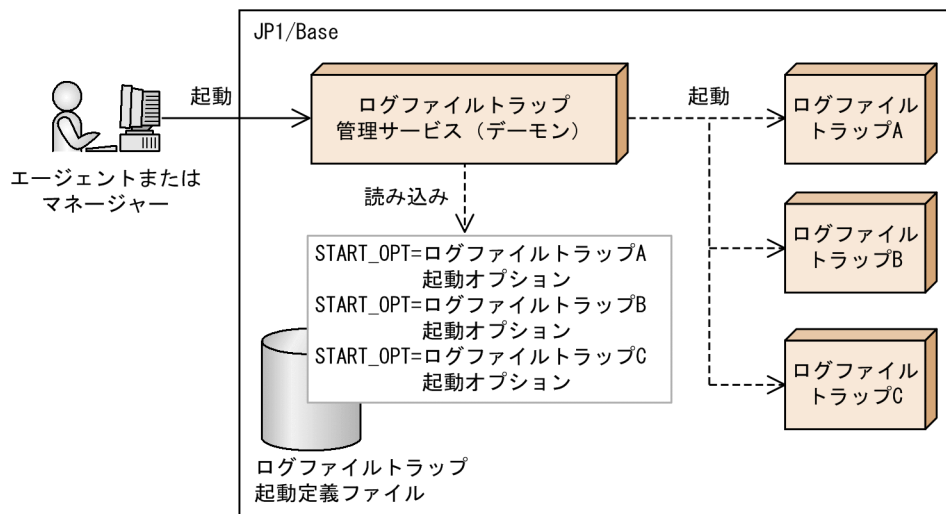 JP1/Base
起動
ログファイルトラップ
管理サービス（デーモン）
起動
ログファイル
トラップA
エージェントまたは
マネージャー
読み込み
ログファイル
トラップB
START_OPT=ログファイルトラップA
起動オプション
START_OPT=ログファイルトラップB
起動オプション
START_OPT=ログファイルトラップC
起動オプション
ログファイル
トラップC
ログファイルトラップ
起動定義ファイル